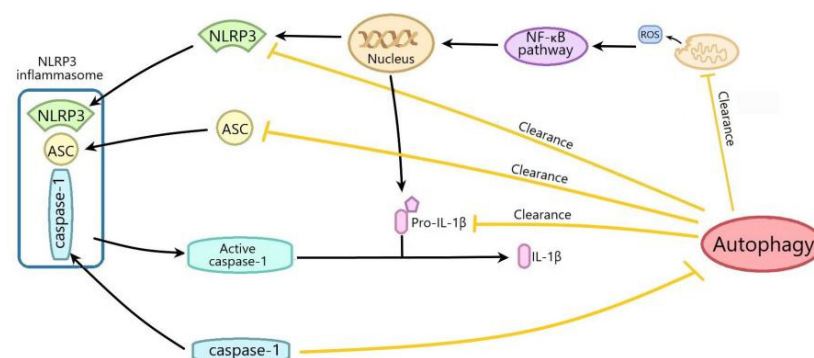 NLRP3
Nucleus
NF-κB
pathway
ROS
NLRP3
inflammasome
NLRP3
ASC
caspase-1
ASC
Clearance
Clearance
Clearance
Clearance
Pro-IL-1β
Autophagy
Active
caspase-1
IL-1β
caspase-1